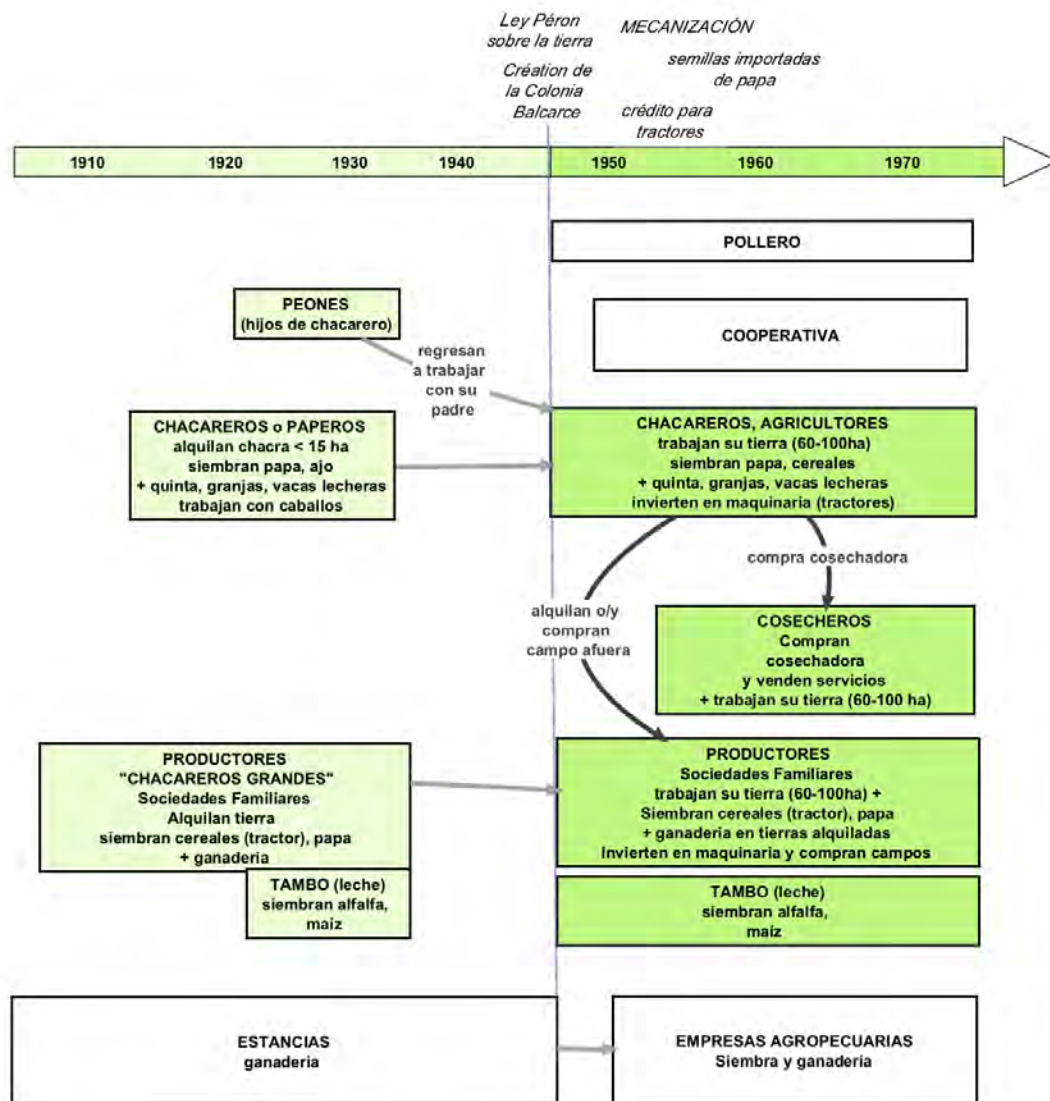 Ley Péron
sobre la tierra
Création de
la Colonia
Balcarce
MECANIZACIÓN
semillas importadas
de papa
crédito para
tractores
1910 1920 1930 1940 1950 1960 1970
POLLERO
PEONES
(hijos de chacarero)
COOPERATIVA
regresan
a trabajar
con su
padre
CHACAREROS o PAPEROS
alquilan chacra < 15 ha
siembran papa, ajo
+ quinta, granjas, vacas lecheras
trabajan con caballos
CHACAREROS, AGRICULTORES
trabajan su tierra (60-100ha)
siembran papa, cereales
+ quinta, granjas, vacas lecheras
invierten en maquinaria (tractores)
compra cosechadora
alquilan o/y
compran
campo afuera
COSECHEROS
Compran
cosechadora
y venden servicios
+ trabajan su tierra (60-100 ha)
PRODUCTORES
"CHACAREROS GRANDES"
Sociedades Familiares
Alquilan tierra
siembran cereales (tractor), papa
+ ganaderia
PRODUCTORES
Sociedades Familiares
trabajan su tierra (60-100ha) +
Siembran cereales (tractor), papa
+ ganaderia en tierras alquiladas
Invierten en maquinaria y compran campos
TAMBO (leche)
siembran alfalfa,
maiz
TAMBO (leche)
siembran alfalfa,
maiz
ESTANCIAS
ganaderia
EMPRESAS AGROPECUARIAS
Siembra y ganaderia